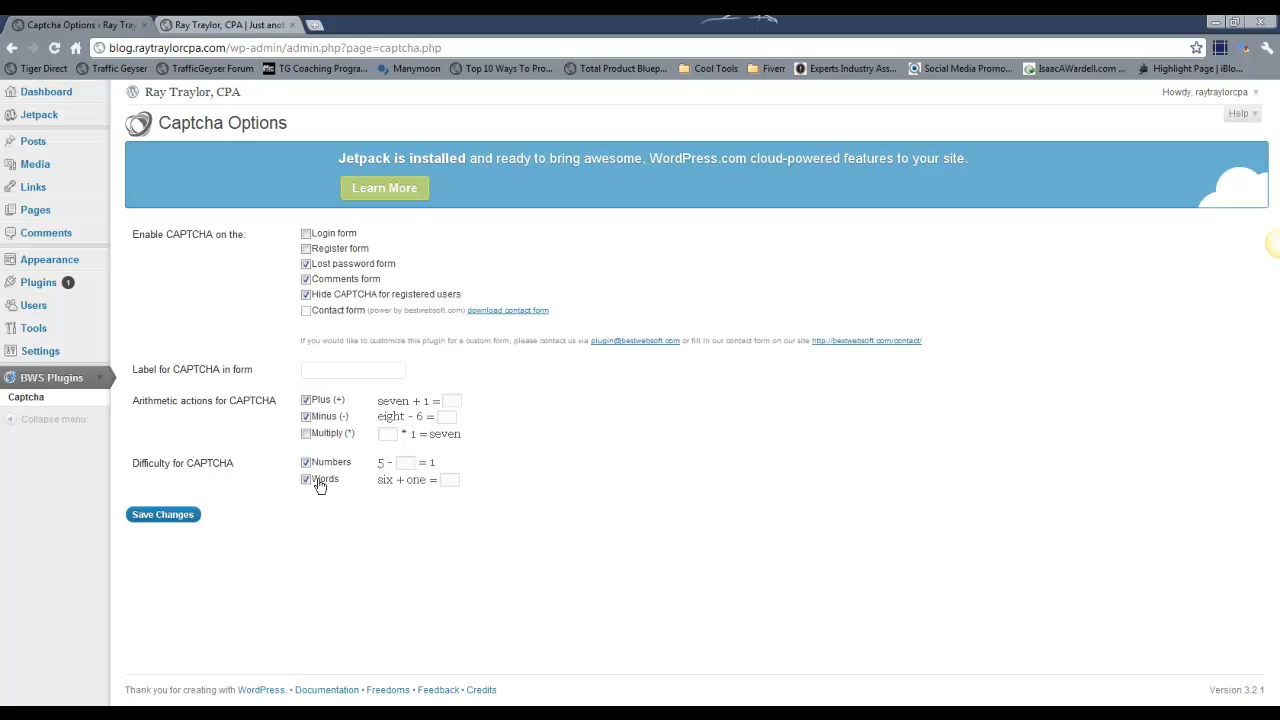 Captcha Options ‹ Ray Tray
Ray Traylor, CPA | Just anot
blog.raytraylorcpa.com/wp-admin/admin.php?page=captcha.php
Tiger Direct
Traffic Geyser
TrafficGeyser Forum
TG Coaching Progra...
Manymoon
Top 10 Ways To Pro...
Total Product Bluep...
Cool Tools
Fiverr
Experts Industry Ass...
Social Media Promo...
IsaacAWardell.com ...
Highlight Page | iBlo...
Dashboard
Jetpack
Posts
Media
Links
Pages
Comments
Appearance
Plugins 1
Users
Tools
Settings
BWS Plugins
Captcha
Collapse menu
Ray Traylor, CPA
Howdy, raytraylorcpa
Help
Captcha Options
Jetpack is installed and ready to bring awesome, WordPress.com cloud-powered features to your site.
Learn More
Enable CAPTCHA on the:
Login form
Register form
Lost password form
Comments form
Hide CAPTCHA for registered users
Contact form (power by bestwebsoft.com) download contact form
If you would like to customize this plugin for a custom form, please contact us via plugin@bestwebsoft.com or fill in our contact form on our site http://bestwebsoft.com/contact/
Label for CAPTCHA in form
Arithmetic actions for CAPTCHA
Plus (+) seven + 1 =
Minus (-) eight - 6 =
Multiply (*) * 1 = seven
Difficulty for CAPTCHA
Numbers 5 - = 1
Words six + one =
Save Changes
Thank you for creating with WordPress. • Documentation • Freedoms • Feedback • Credits
Version 3.2.1